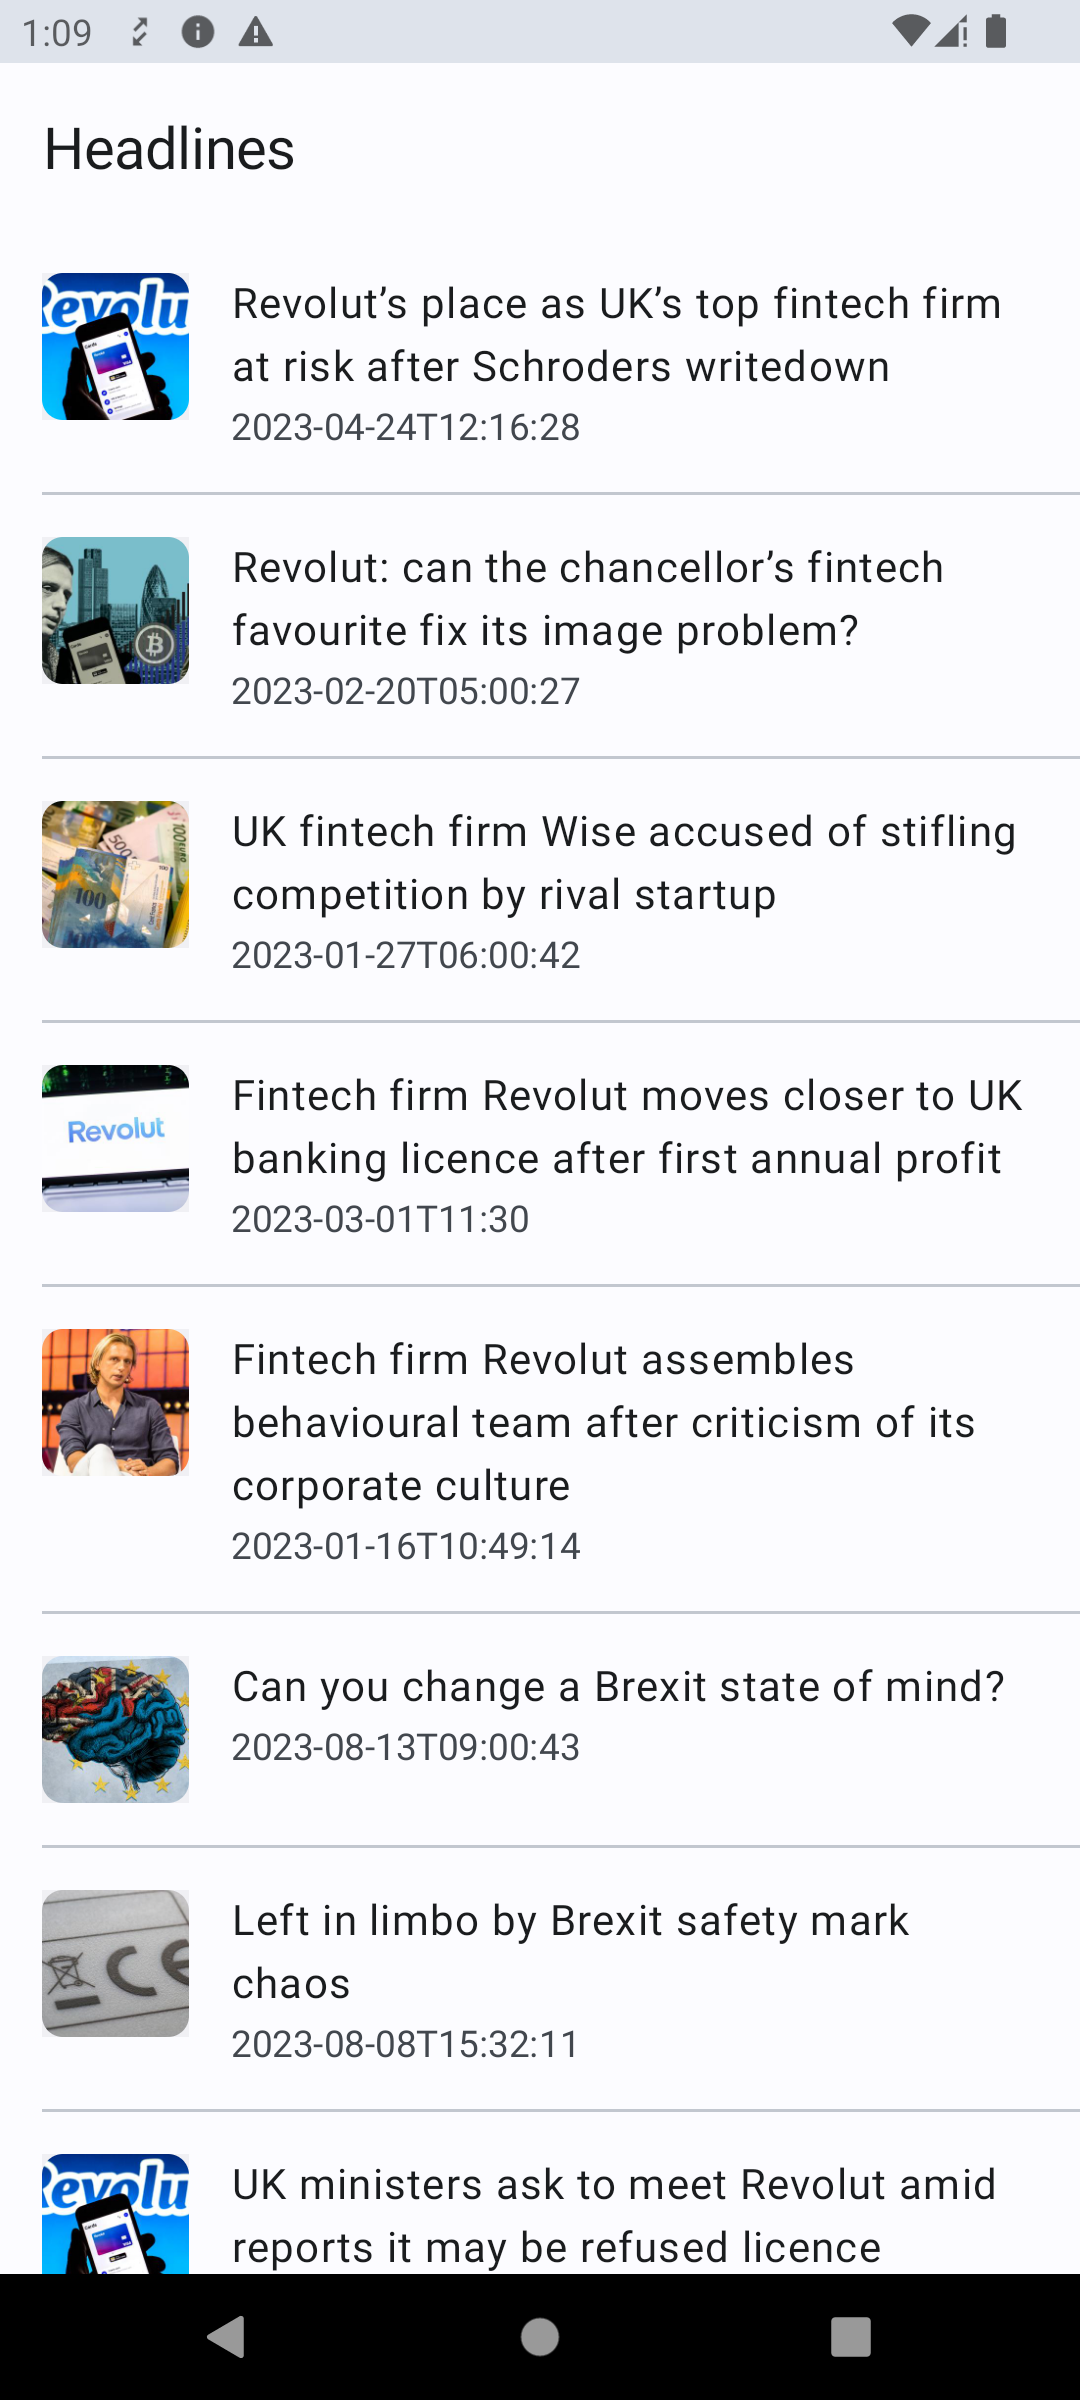 1:09
Headlines
Revolut’s place as UK’s top fintech firm
at risk after Schroders writedown
2023-04-24T12:16:28
Revolut: can the chancellor’s fintech
favourite fix its image problem?
2023-02-20T05:00:27
UK fintech firm Wise accused of stifling
competition by rival startup
2023-01-27T06:00:42
Revolut
Fintech firm Revolut moves closer to UK
banking licence after first annual profit
2023-03-01T11:30
Fintech firm Revolut assembles
behavioural team after criticism of its
corporate culture
2023-01-16T10:49:14
Can you change a Brexit state of mind?
2023-08-13T09:00:43
Left in limbo by Brexit safety mark
chaos
2023-08-08T15:32:11
UK ministers ask to meet Revolut amid
reports it may be refused licence